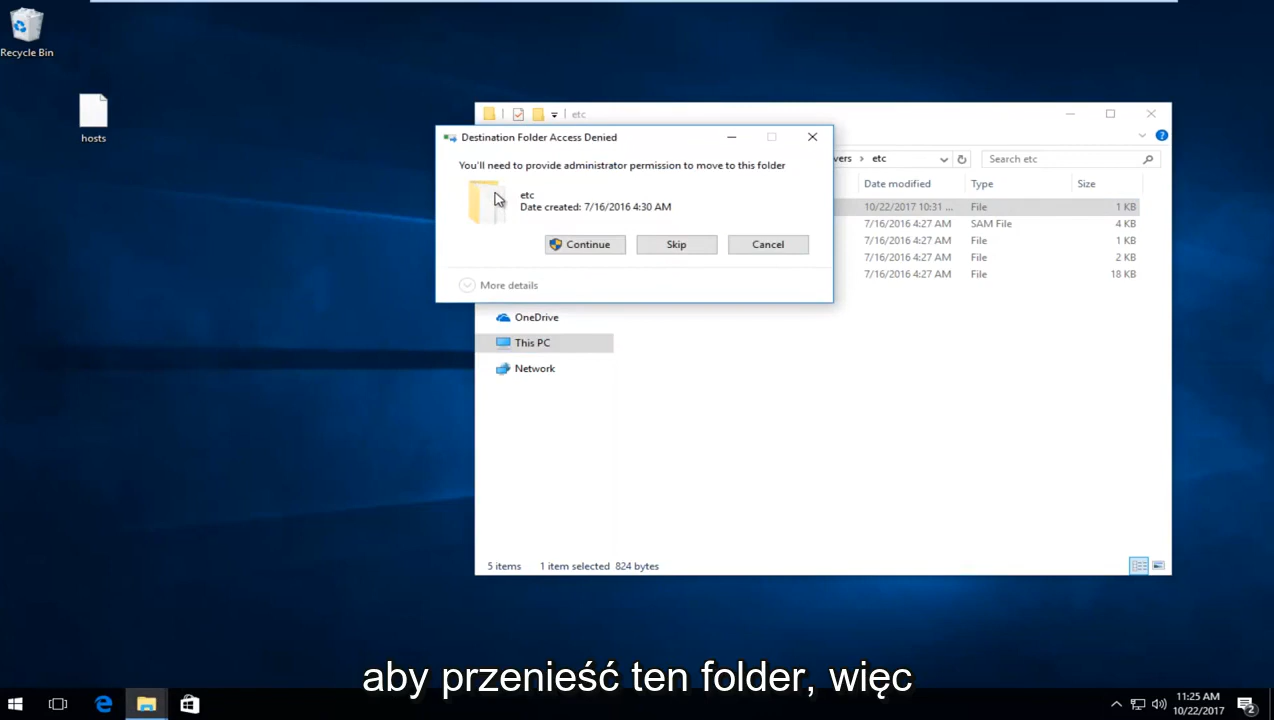 Recycle Bin
hosts
etc
Destination Folder Access Denied
You'll need to provide administrator permission to move to this folder
etc
Date created: 7/16/2016 4:30 AM
Continue
Skip
Cancel
More details
vers › etc
Search etc
Date modified
Type
Size
10/22/2017 10:31 ...
File
1 KB
7/16/2016 4:27 AM
SAM File
4 KB
7/16/2016 4:27 AM
File
1 KB
7/16/2016 4:27 AM
File
2 KB
7/16/2016 4:27 AM
File
18 KB
OneDrive
This PC
Network
5 items
1 item selected 824 bytes
aby przenieść ten folder, więc
11:25 AM
10/22/2017
2